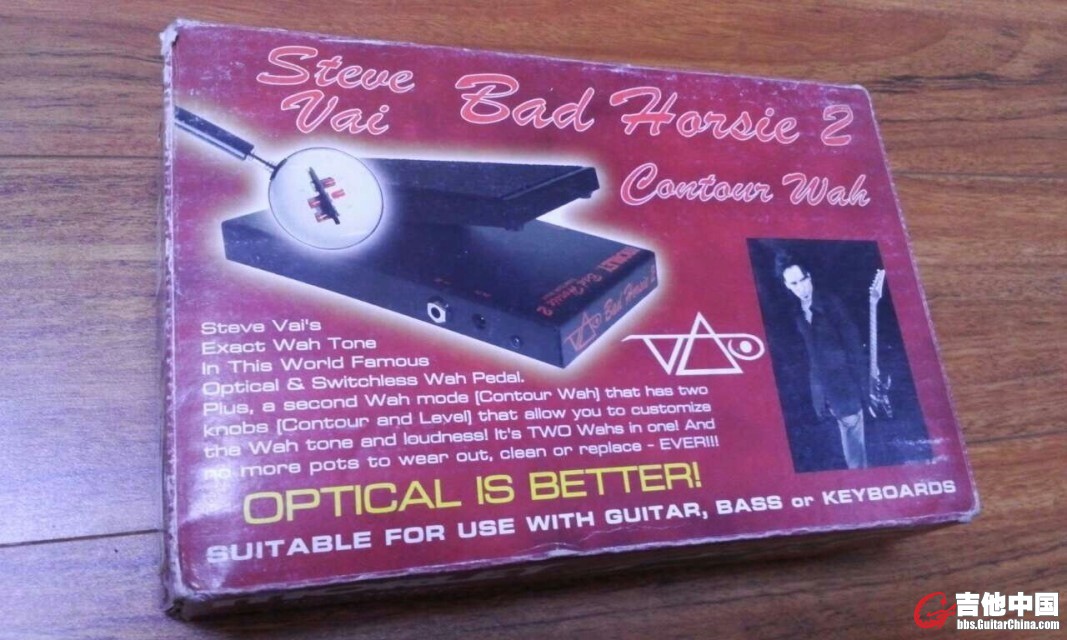 Steve
Vai
Bad Horsie 2
Contour Wah
Bad Horsie 2
Bad Horsie 2
VAO
Steve Vai's
Exact Wah Tone
In This World Famous
Optical & Switchless Wah Pedal.
Plus, a second Wah mode (Contour Wah) that has two
knobs (Contour and Level) that allow you to customize
the Wah tone and loudness! It's TWO Wahs in one! And
no more pots to wear out, clean or replace - EVER!!!
OPTICAL IS BETTER!
SUITABLE FOR USE WITH GUITAR, BASS or KEYBOARDS
吉他中国
bbs.GuitarChina.com